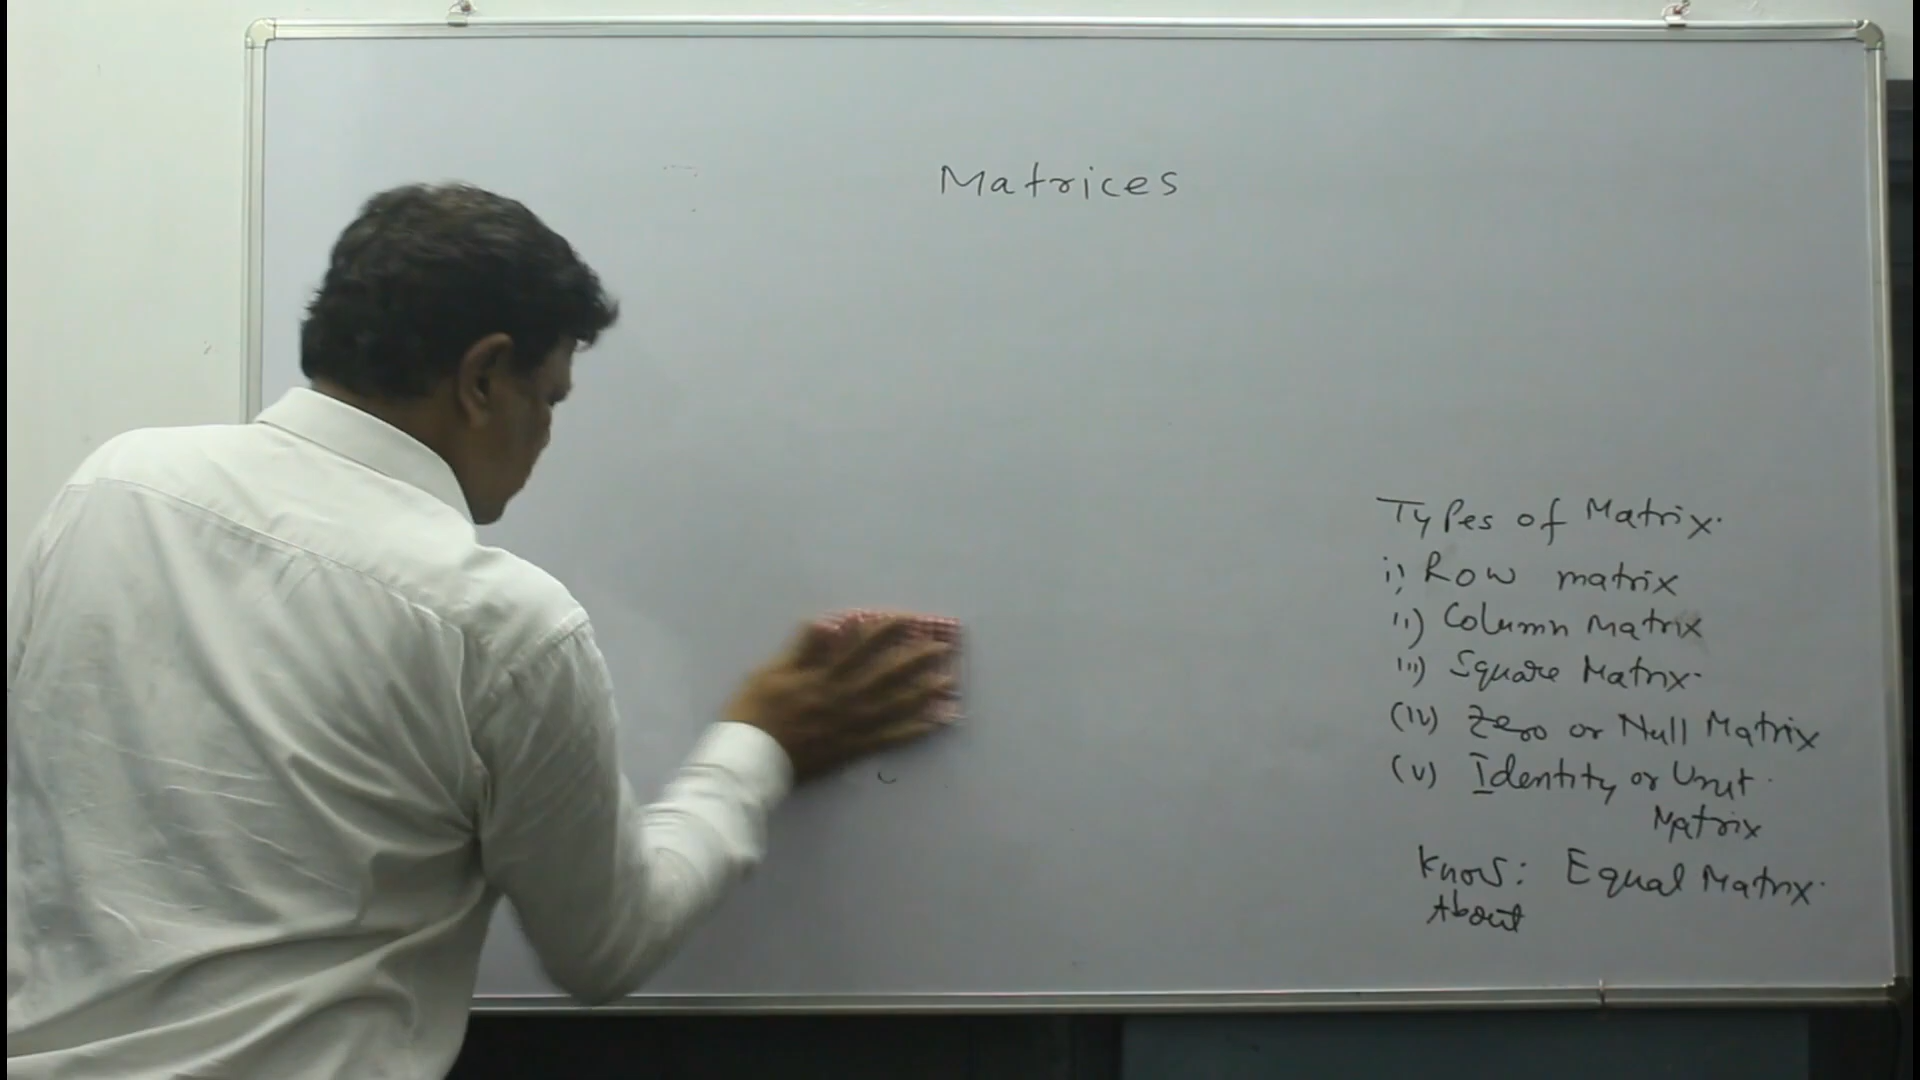 Matrices
Types of Matrix.
i) Row matrix
ii) Column Matrix
iii) Square Matrix.
(iv) Zero or Null Matrix
(v) Identity or Unit.
Matrix
Know: Equal Matrix.
About